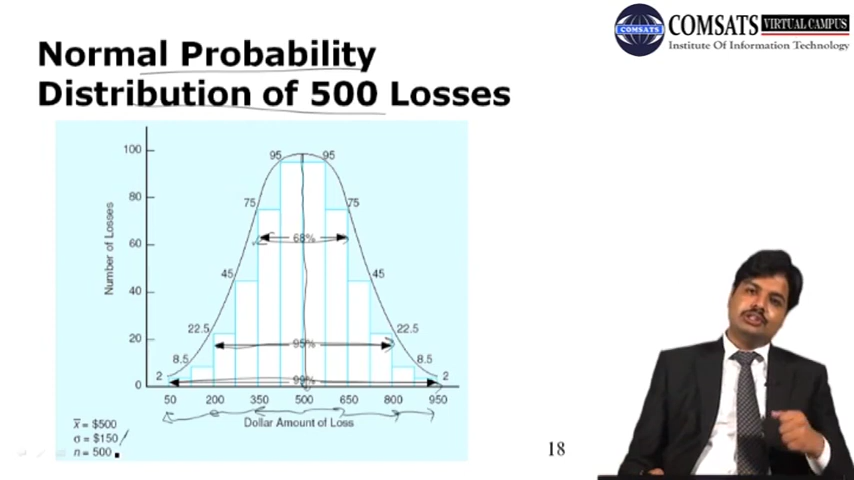 COMSATS VIRTUAL CAMPUS
Institute Of Information Technology
COMSATS
Normal Probability
Distribution of 500 Losses
Number of Losses
100
80
60
40
20
0
95 95
75 75
68%
45 45
22.5 22.5
95%
8.5 8.5
2 2
99%
50 200 350 500 650 800 950
Dollar Amount of Loss
x̄ = $500
σ = $150
n = 500
18